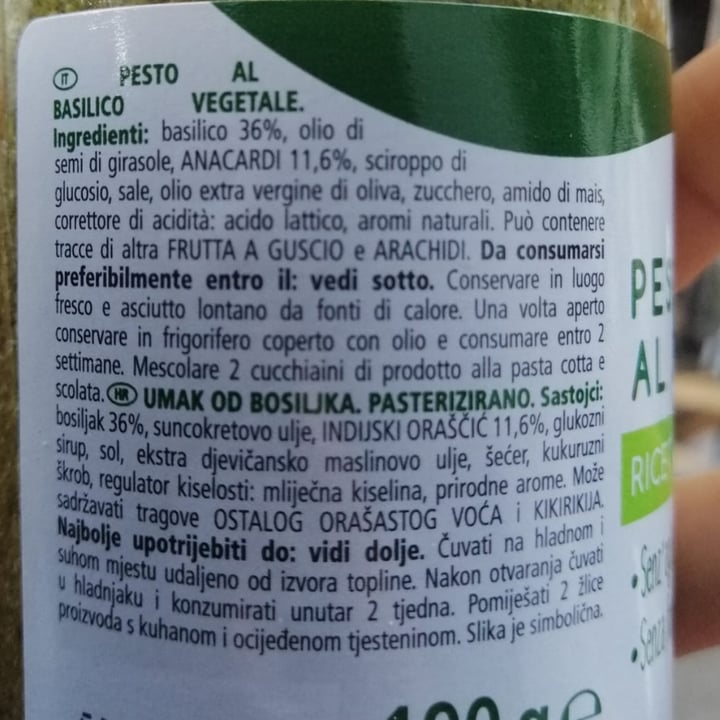 IT PESTO AL
BASILICO VEGETALE.
Ingredienti: basilico 36%, olio di
semi di girasole, ANACARDI 11,6%, sciroppo di
glucosio, sale, olio extra vergine di oliva, zucchero, amido di mais,
correttore di acidità: acido lattico, aromi naturali. Può contenere
tracce di altra FRUTTA A GUSCIO e ARACHIDI. Da consumarsi
preferibilmente entro il: vedi sotto. Conservare in luogo
fresco e asciutto lontano da fonti di calore. Una volta aperto
conservare in frigorifero coperto con olio e consumare entro 2
settimane. Mescolare 2 cucchiaini di prodotto alla pasta cotta e
scolata. HR UMAK OD BOSILJKA. PASTERIZIRANO. Sastojci:
bosiljak 36%, suncokretovo ulje, INDIJSKI ORAŠČIĆ 11,6%, glukozni
sirup, sol, ekstra djevičansko maslinovo ulje, šećer, kukuruzni
škrob, regulator kiselosti: mliječna kiselina, prirodne arome. Može
sadržavati tragove OSTALOG ORAŠASTOG VOĆA i KIKIRIKIJA.
Najbolje upotrijebiti do: vidi dolje. Čuvati na hladnom i
suhom mjestu udaljeno od izvora topline. Nakon otvaranja čuvati
u hladnjaku i konzumirati unutar 2 tjedna. Pomiješati 2 žlice
proizvoda s kuhanom i ocijeđenom tjesteninom. Slika je simbolična.
190 g e
PES
AL
RICE
• Senz
• Senza